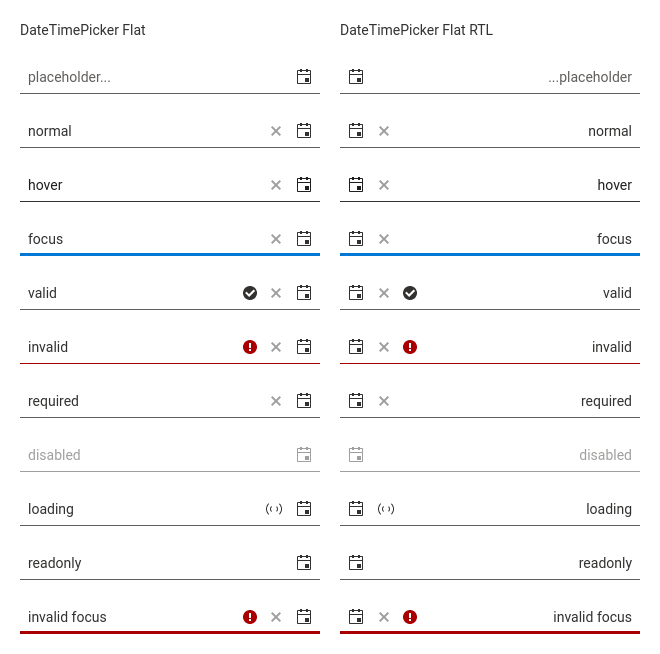 DateTimePicker Flat
placeholder...
normal
hover
focus
valid
invalid
required
disabled
loading
readonly
invalid focus
DateTimePicker Flat RTL
...placeholder
normal
hover
focus
valid
invalid
required
disabled
loading
readonly
invalid focus